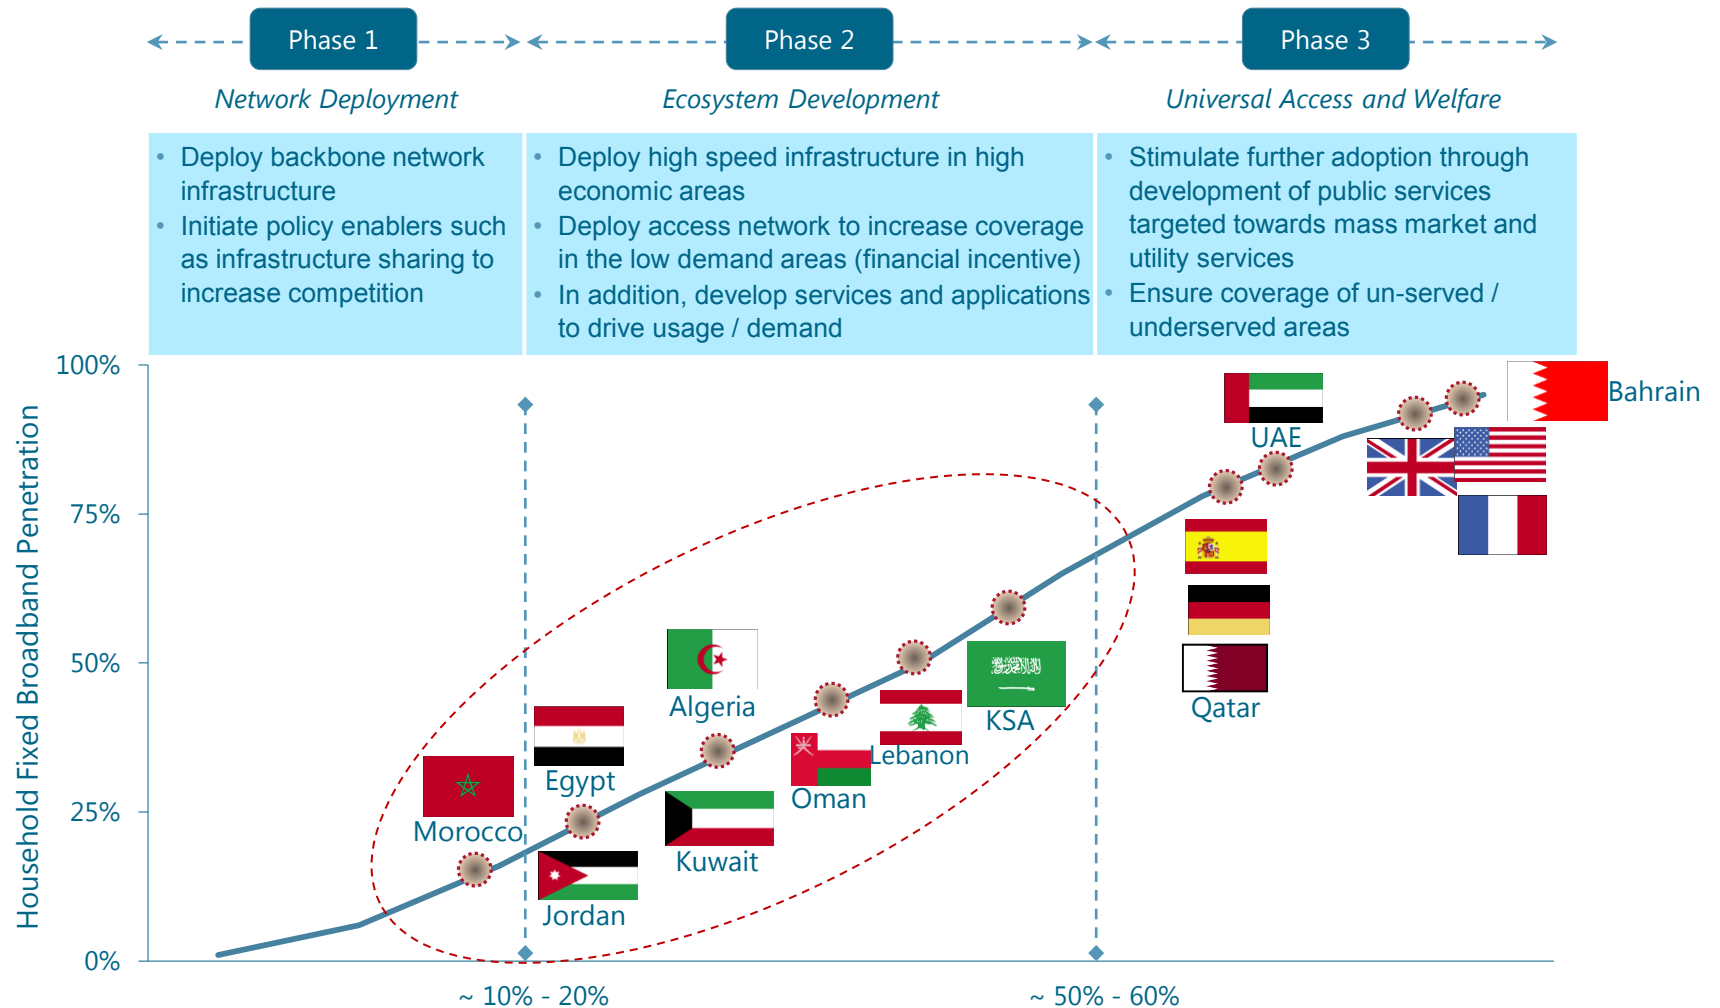 Phase 1
Phase 2
Phase 3
Network Deployment
Ecosystem Development
Universal Access and Welfare
• Deploy backbone network
infrastructure
• Initiate policy enablers such
as infrastructure sharing to
increase competition
• Deploy high speed infrastructure in high
economic areas
• Deploy access network to increase coverage
in the low demand areas (financial incentive)
• In addition, develop services and applications
to drive usage / demand
• Stimulate further adoption through
development of public services
targeted towards mass market and
utility services
• Ensure coverage of un-served /
underserved areas
Household Fixed Broadband Penetration
100%
75%
50%
25%
0%
Morocco
Egypt
Jordan
Algeria
Kuwait
Oman
Lebanon
KSA
UAE
Qatar
Bahrain
~ 10% - 20%
~ 50% - 60%